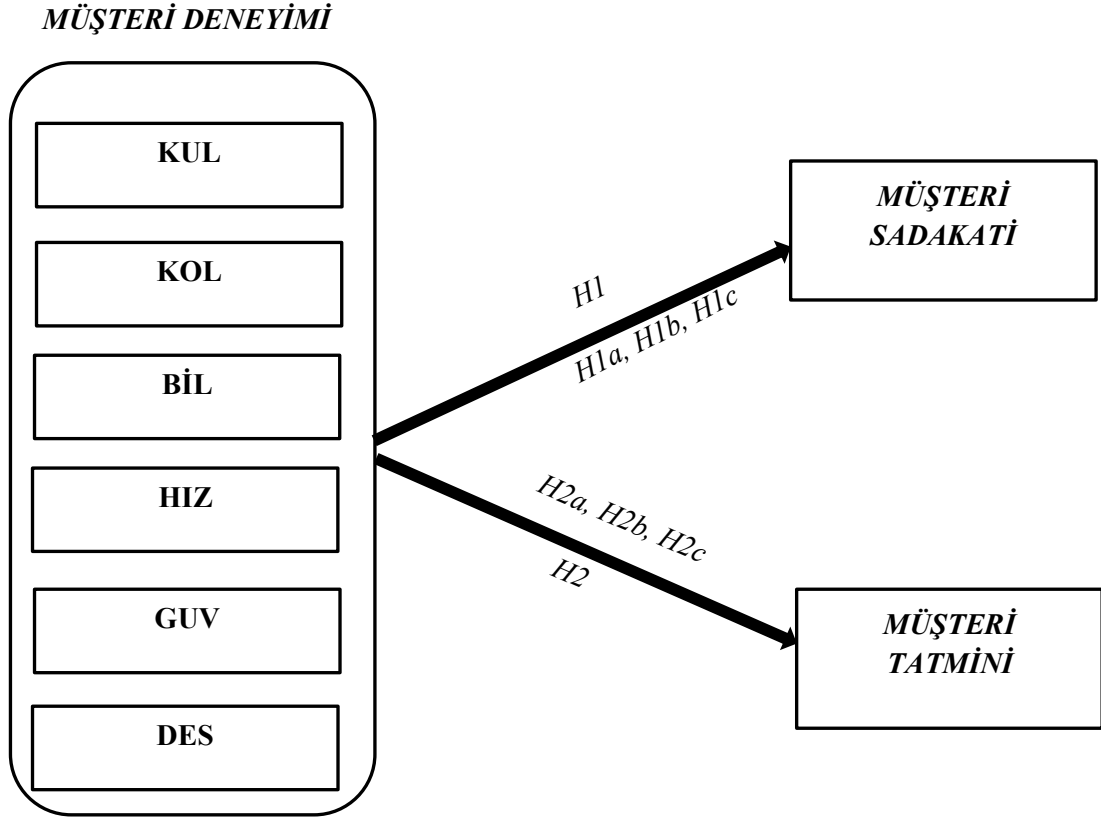 MÜŞTERİ DENEYİMİ
KUL
KOL
BİL
HIZ
GUV
DES
H1
H1a, H1b, H1c
H2a, H2b, H2c
H2
MÜŞTERİ
SADAKATİ
MÜŞTERİ
TATMİNİ